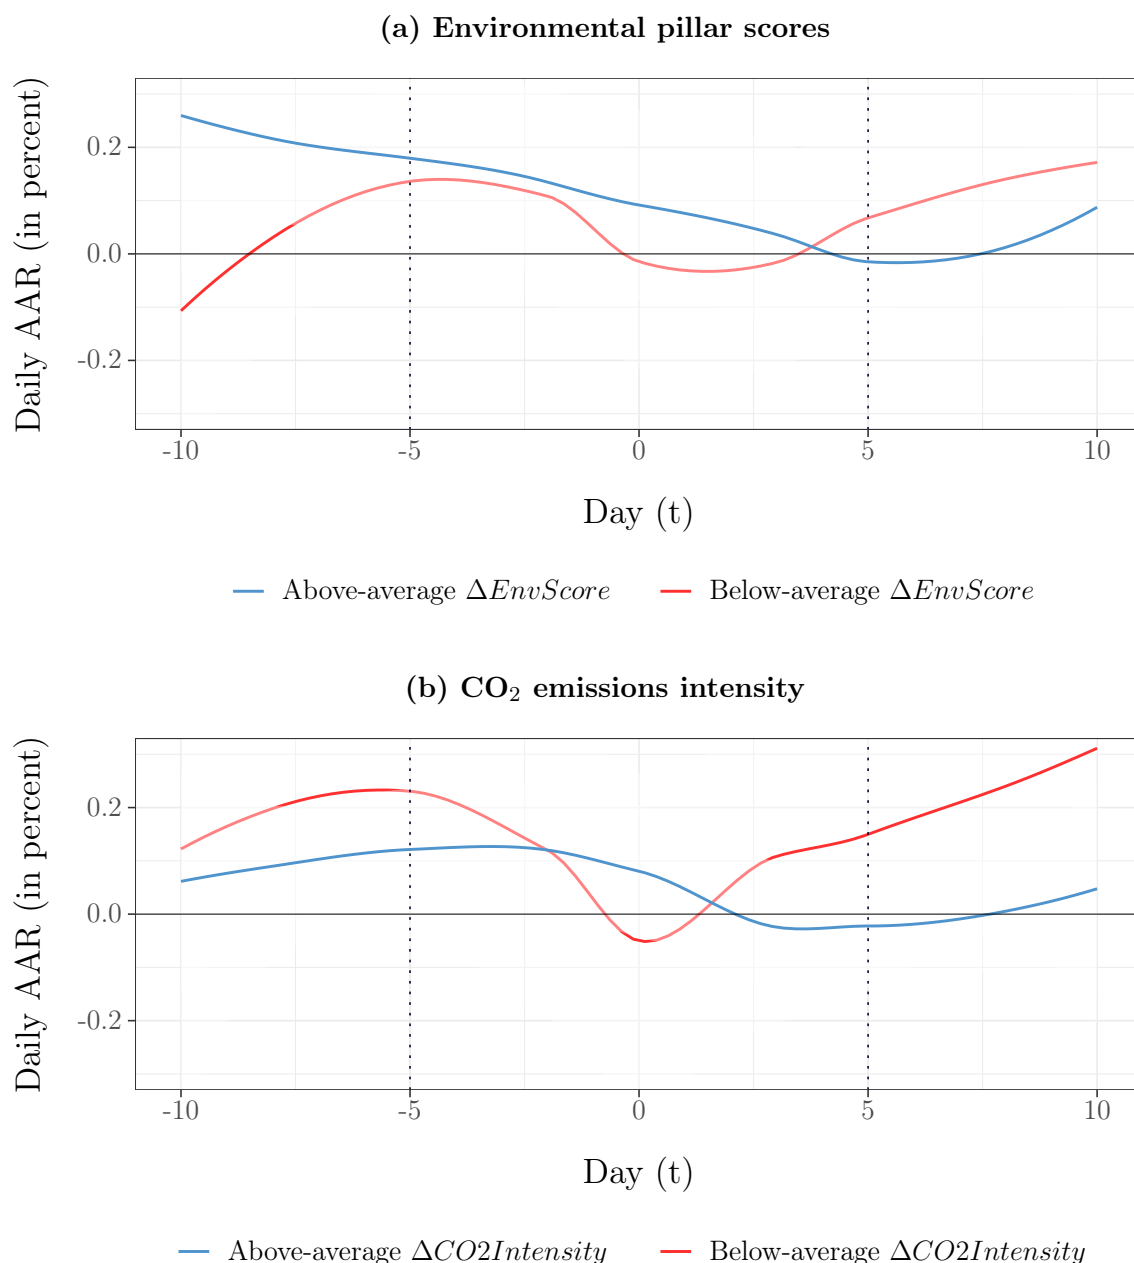 (a) Environmental pillar scores
Daily AAR (in percent)
0.2
0.0
-0.2
-10 -5 0 5 10
Day (t)
Above-average ΔEnvScore Below-average ΔEnvScore
(b) CO₂ emissions intensity
Daily AAR (in percent)
0.2
0.0
-0.2
-10 -5 0 5 10
Day (t)
Above-average ΔCO2Intensity Below-average ΔCO2Intensity